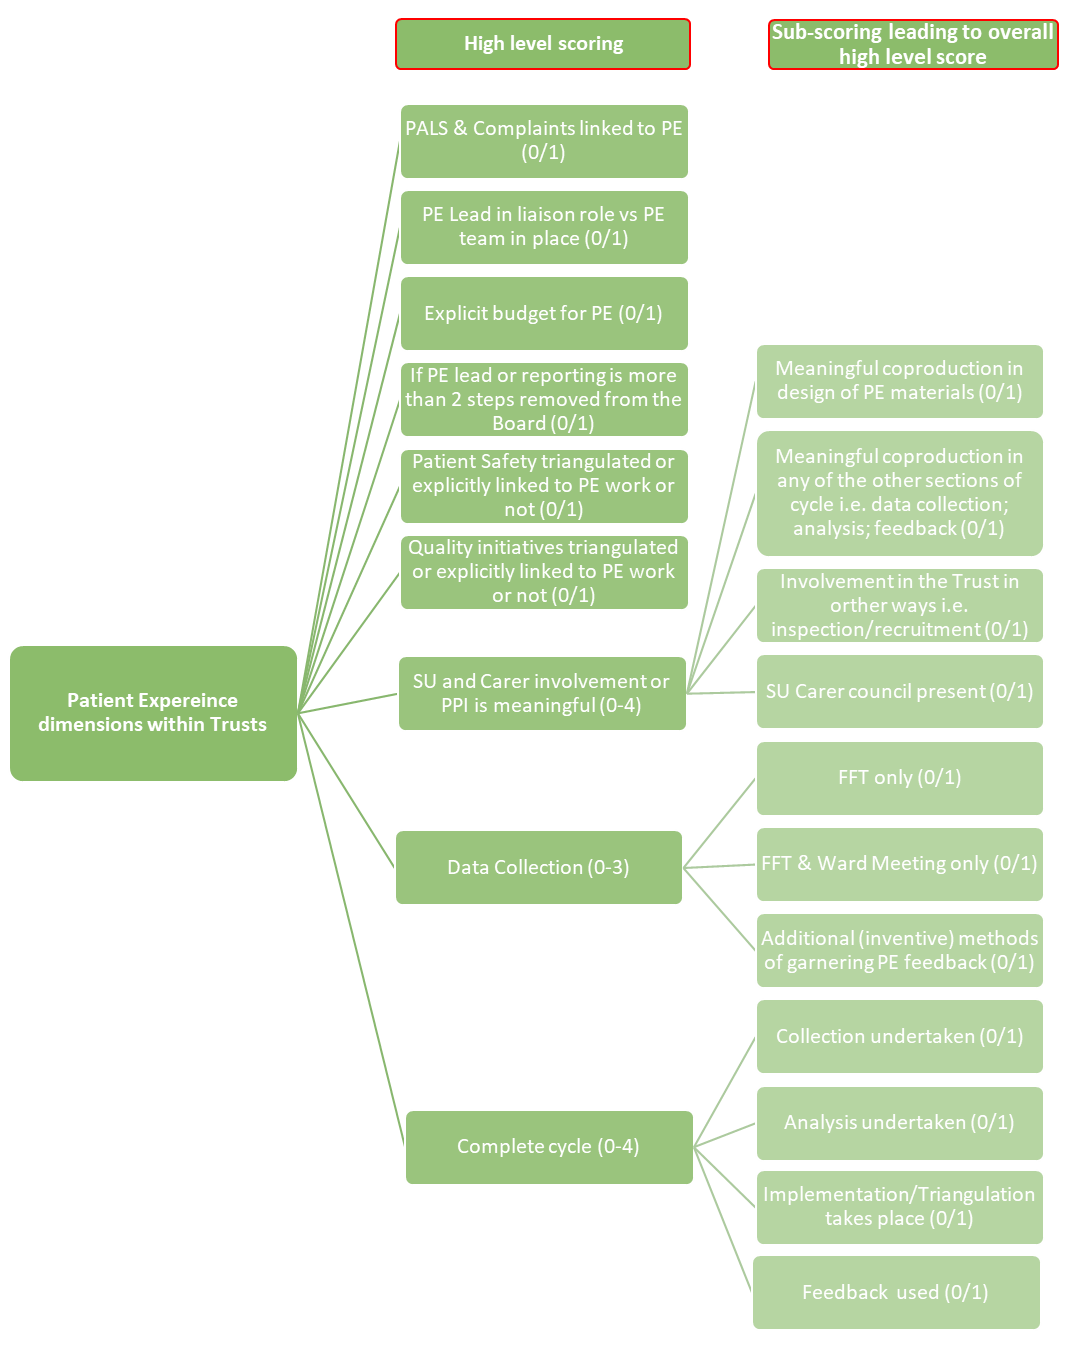 High level scoring
Sub-scoring leading to overall
high level score
PALS & Complaints linked to PE
(0/1)
PE Lead in liaison role vs PE
team in place (0/1)
Explicit budget for PE (0/1)
If PE lead or reporting is more
than 2 steps removed from the
Board (0/1)
Patient Safety triangulated or
explicitly linked to PE work or
not (0/1)
Quality initiatives triangulated
or explicitly linked to PE work
or not (0/1)
Patient Expereince
dimensions within Trusts
SU and Carer involvement or
PPI is meaningful (0-4)
Meaningful coproduction in
design of PE materials (0/1)
Meaningful coproduction in
any of the other sections of
cycle i.e. data collection;
analysis; feedback (0/1)
Involvement in the Trust in
orther ways i.e.
inspection/recruitment (0/1)
SU Carer council present (0/1)
Data Collection (0-3)
FFT only (0/1)
FFT & Ward Meeting only (0/1)
Additional (inventive) methods
of garnering PE feedback (0/1)
Complete cycle (0-4)
Collection undertaken (0/1)
Analysis undertaken (0/1)
Implementation/Triangulation
takes place (0/1)
Feedback  used (0/1)